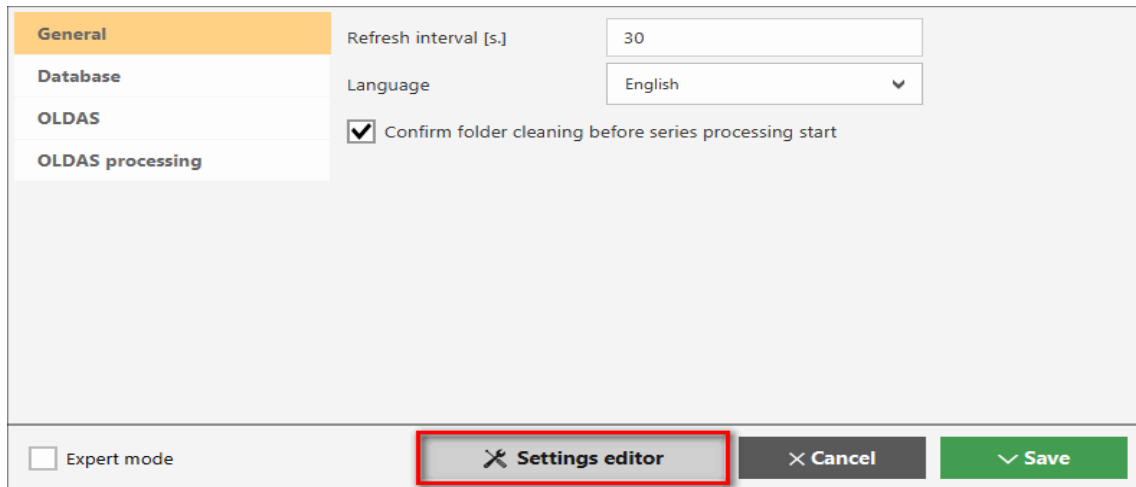 General
Database
OLDAS
OLDAS processing
Refresh interval [s.] 30
Language English
Confirm folder cleaning before series processing start
Expert mode Settings editor Cancel Save